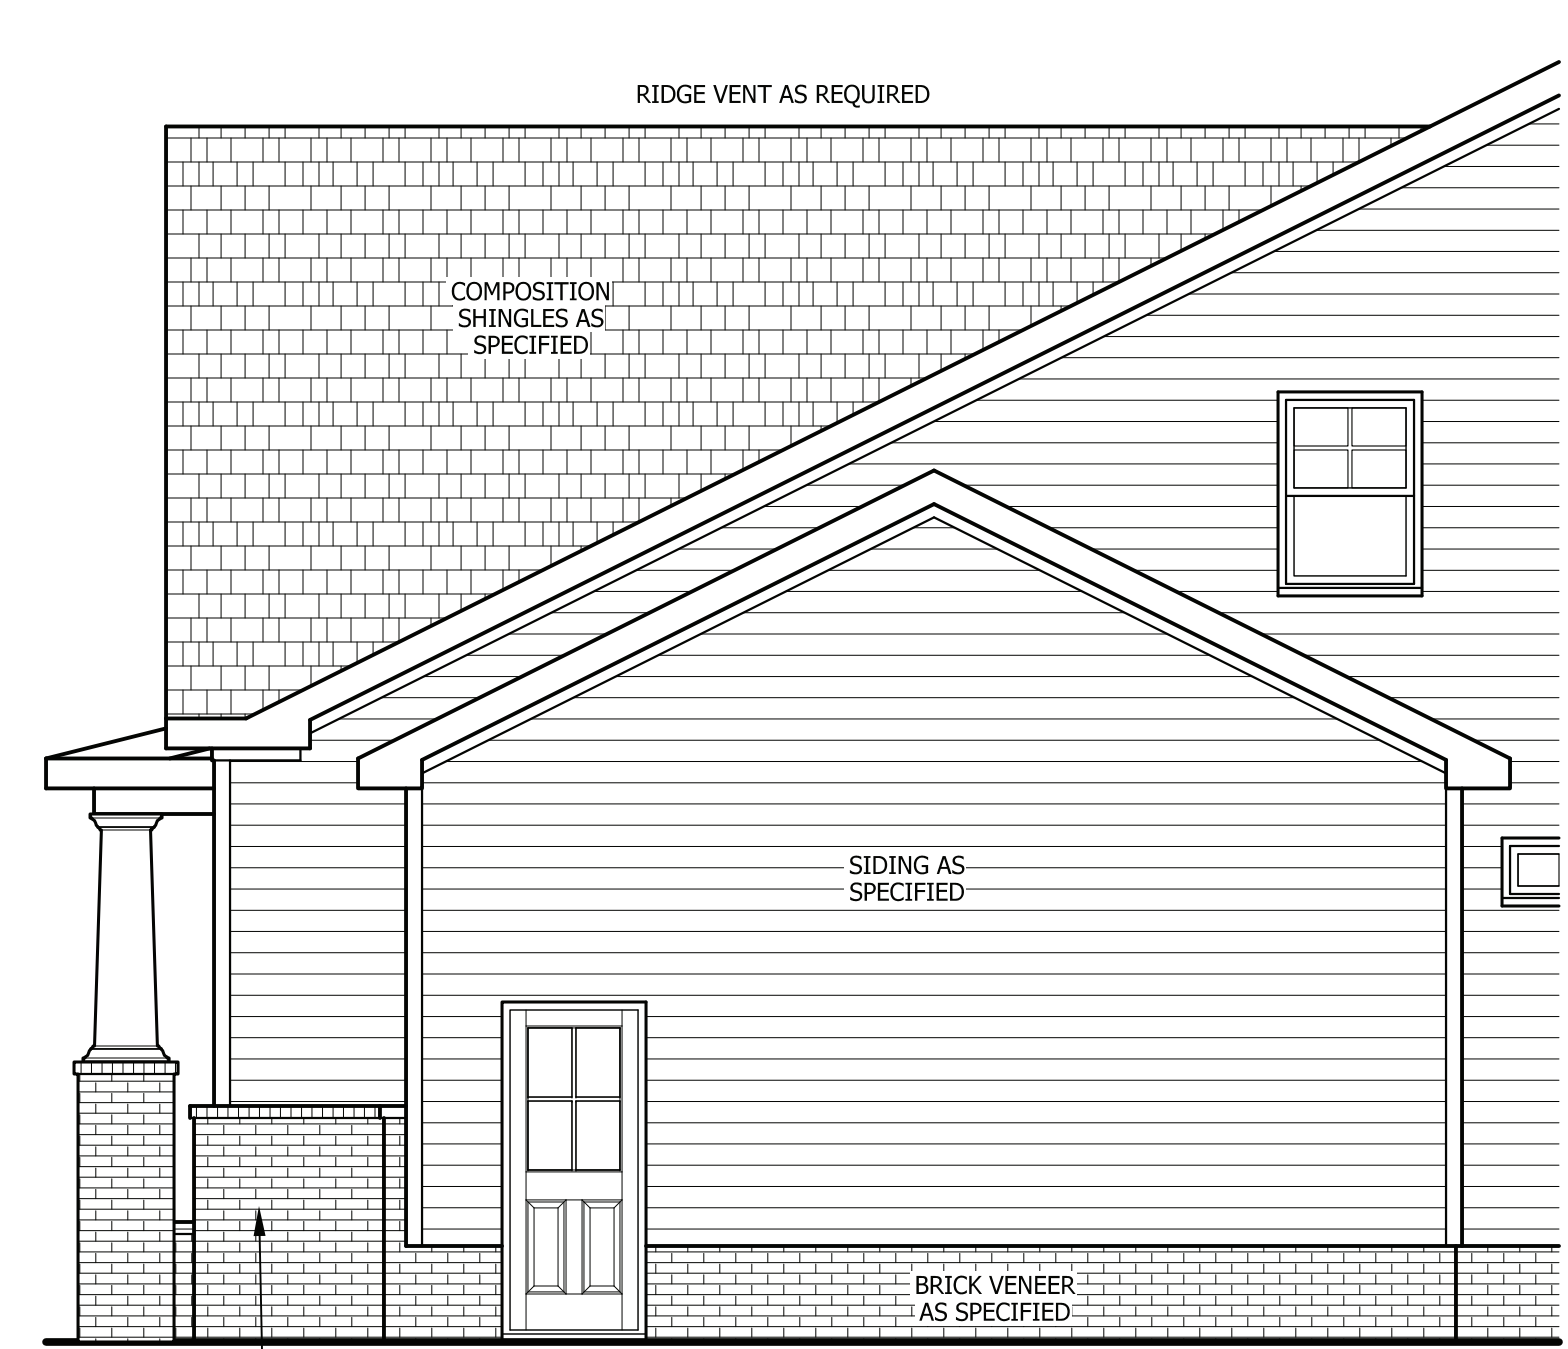 RIDGE VENT AS REQUIRED
COMPOSITION
SHINGLES AS
SPECIFIED
SIDING AS
SPECIFIED
BRICK VENEER
AS SPECIFIED